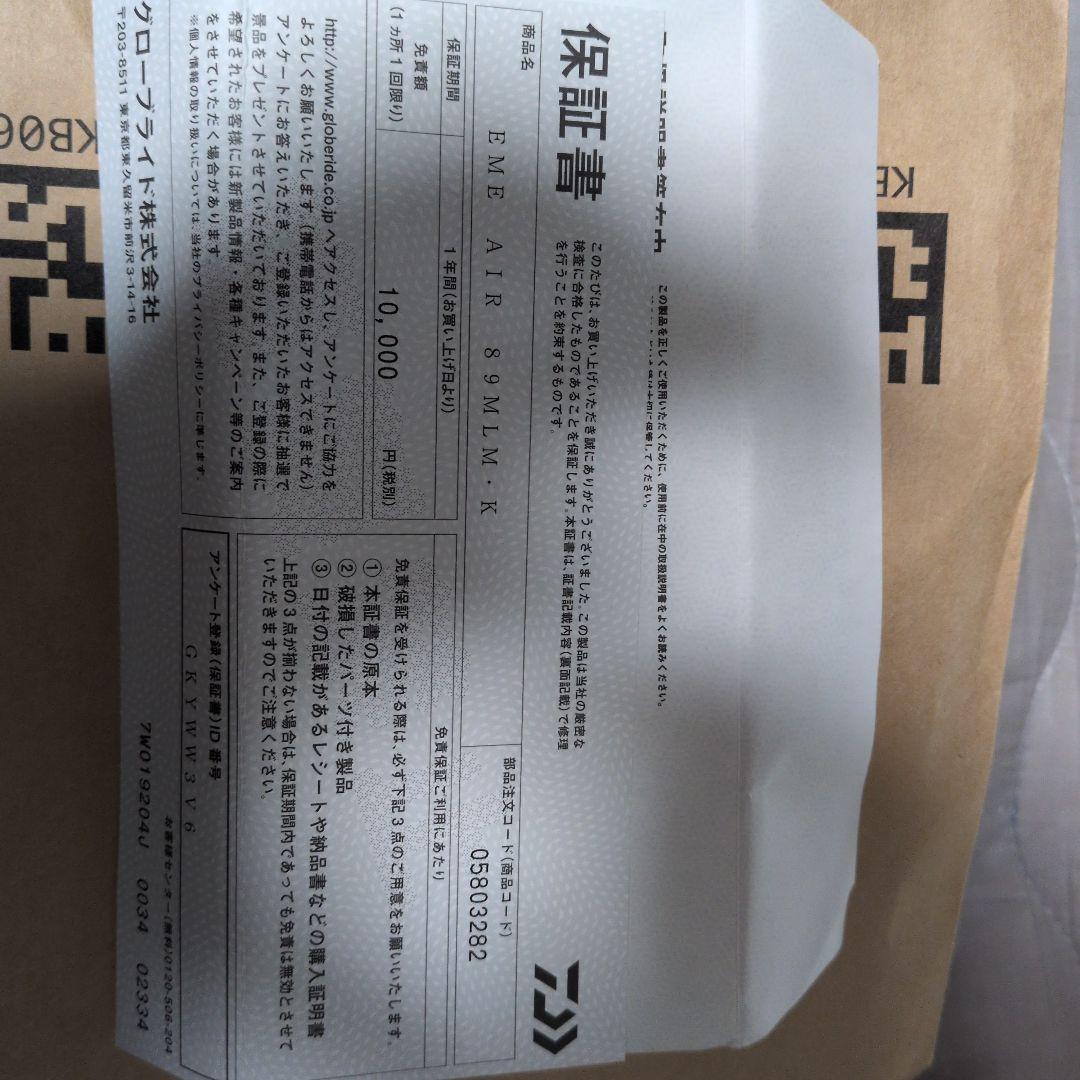 この製品を正しくご使用いただくために、使用前に在中の取扱説明書をよくお読みください。
保証書
このたびは、お買い上げいただき誠にありがとうございました。この製品は当社の厳密な
検査に合格したものであることを保証します。本証書は、証書記載内容(裏面記載)で修理
を行うことを約束するものです。
商品名
EME AIR 89MLM・K
部品注文コード(商品コード)
05803282
保証期間
1年間(お買い上げ日より)
免責額
(1ヵ所1回限り)
10,000
円(税別)
http://www.globeride.co.jp へアクセスし、アンケートにご協力を
よろしくお願いいたします。(携帯電話からはアクセスできません)
アンケートにお答えいただき、ご登録いただいたお客様に抽選で
景品をプレゼントさせていただいております。また、ご登録の際に
希望されたお客様には新製品情報・各種キャンペーン等のご案内
をさせていただく場合があります。
※個人情報の取り扱いについては、当社のプライバシーポリシーに準じます。
免責保証ご利用にあたり
免責保証を受けられる際は、必ず下記3点のご用意をお願いいたします。
① 本証書の原本
② 破損したパーツ付き製品
③ 日付の記載があるレシートや納品書などの購入証明書
上記の3点が揃わない場合は、保証期間内であっても免責は無効とさせて
いただきますのでご注意ください。
アンケート登録(保証書)ID 番号
GKYWW3V6
グローブライド株式会社
〒203-8511 東京都東久留米市前沢3-14-16
お客様センター(無料)0120-506-204
7W019204J 0034 02334
KB06
KB